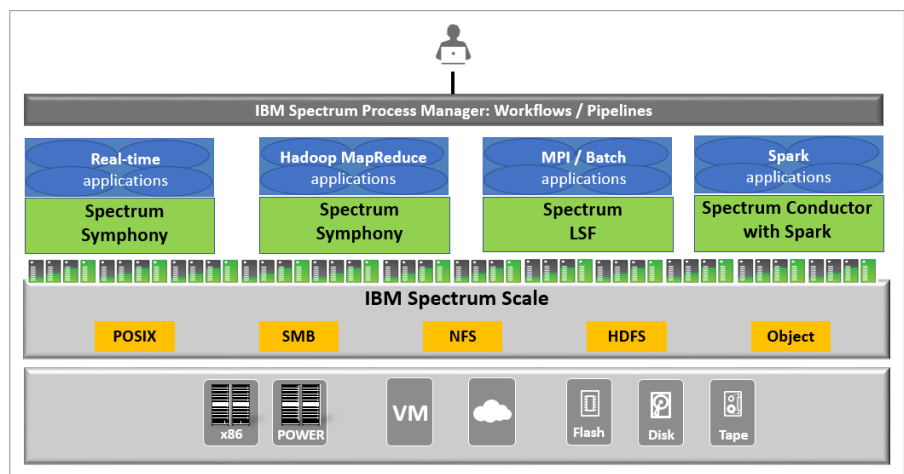 IBM Spectrum Process Manager: Workflows / Pipelines
Real-time
applications
Hadoop MapReduce
applications
MPI / Batch
applications
Spark
applications
Spectrum
Symphony
Spectrum
Symphony
Spectrum
LSF
Spectrum Conductor
with Spark
IBM Spectrum Scale
POSIX
SMB
NFS
HDFS
Object
x86
POWER
VM
Flash
Disk
Tape